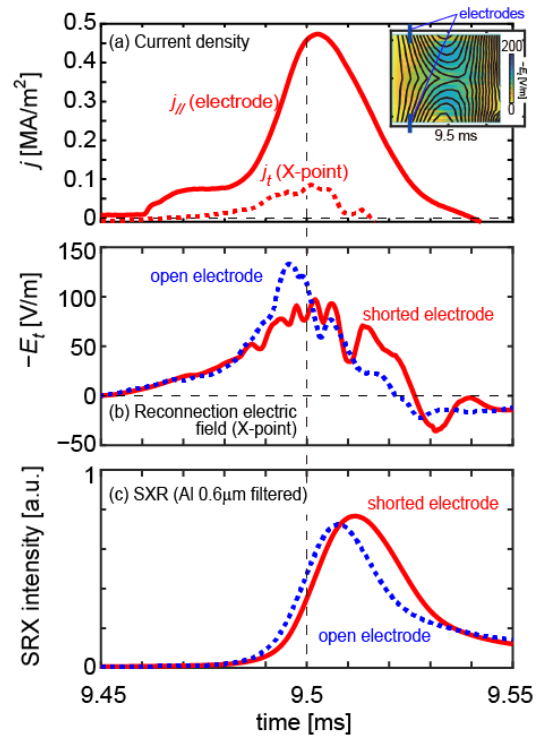 electrodes
(a) Current density
200
−Eₜ [V/m]
0
9.5 ms
j// (electrode)
jₜ (X-point)
j [MA/m²]
0.5
0.4
0.3
0.2
0.1
0
open electrode
shorted electrode
−Eₜ [V/m]
150
100
50
0
−50
(b) Reconnection electric
field (X-point)
(c) SXR (Al 0.6μm filtered)
shorted electrode
open electrode
SRX intensity [a.u.]
1
0
9.45
9.5
9.55
time [ms]